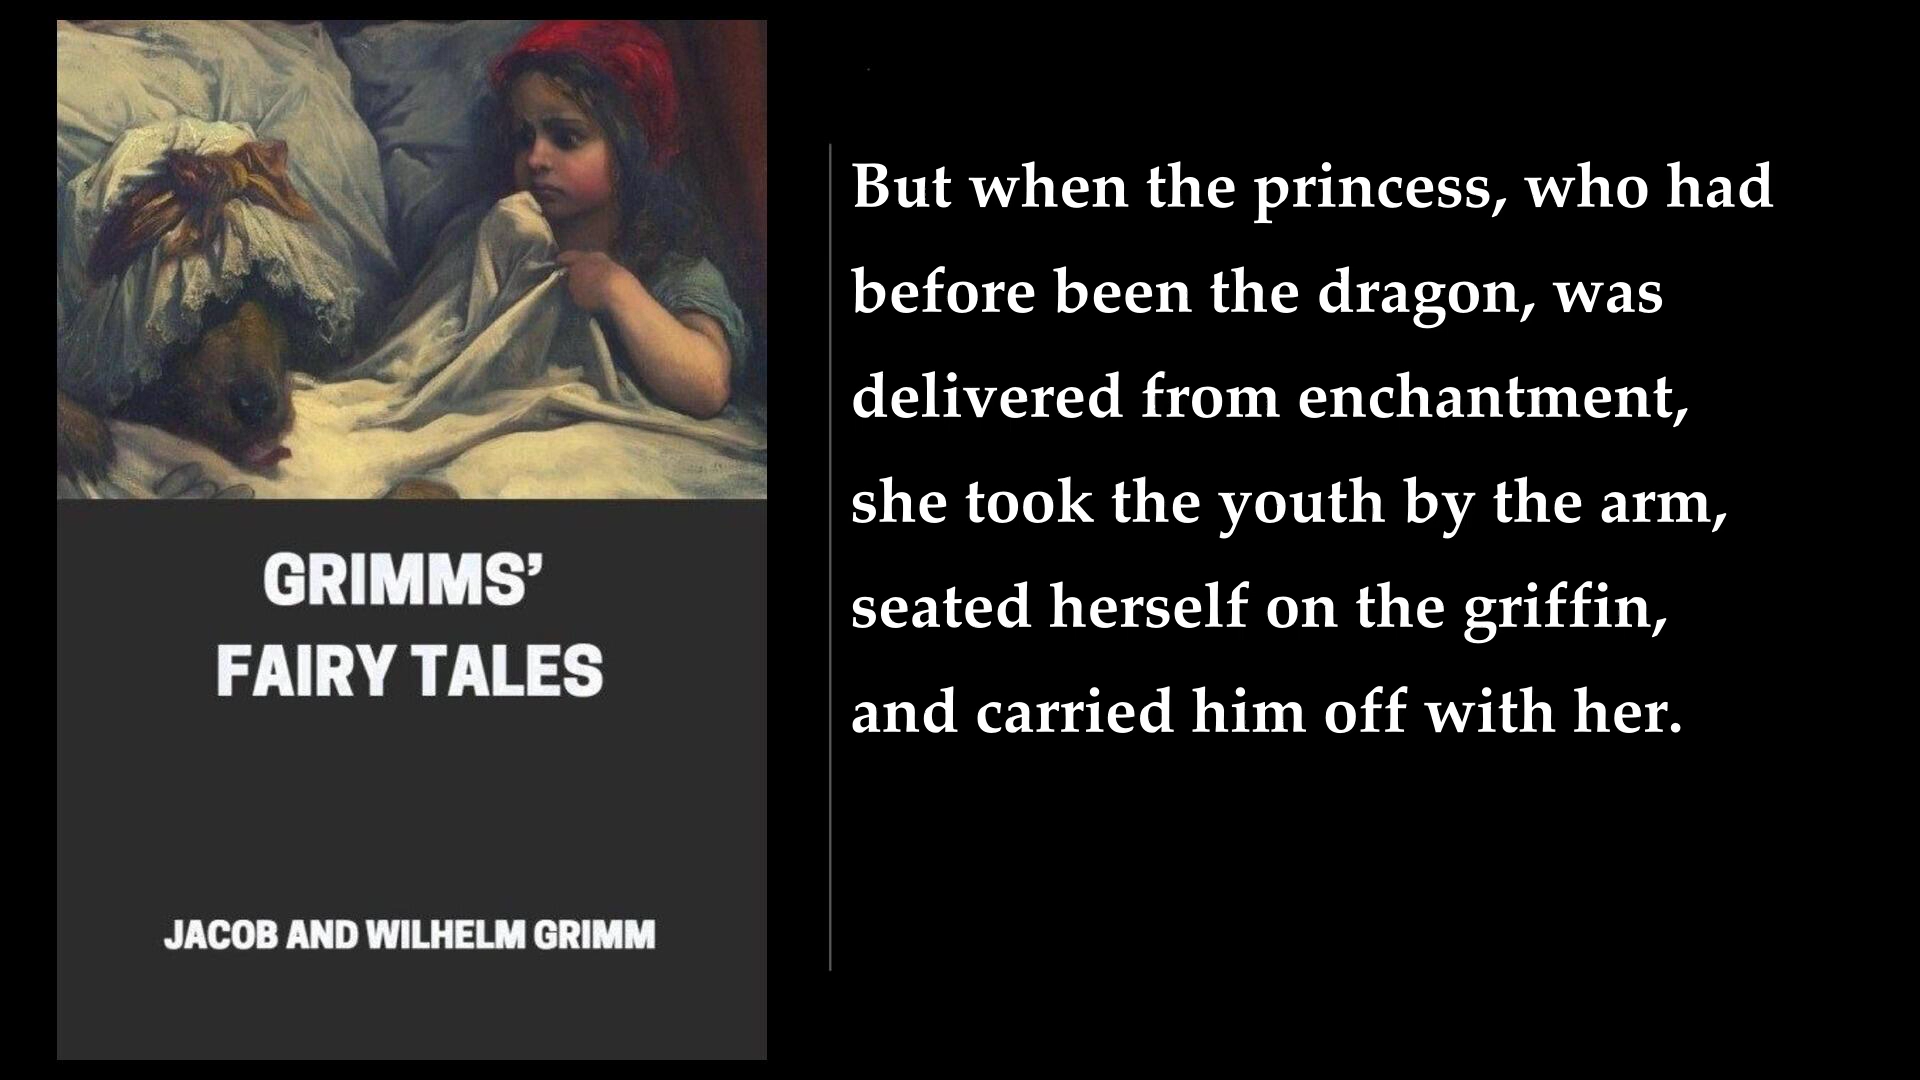 GRIMMS’
FAIRY TALES
JACOB AND WILHELM GRIMM
But when the princess, who had
before been the dragon, was
delivered from enchantment,
she took the youth by the arm,
seated herself on the griffin,
and carried him off with her.